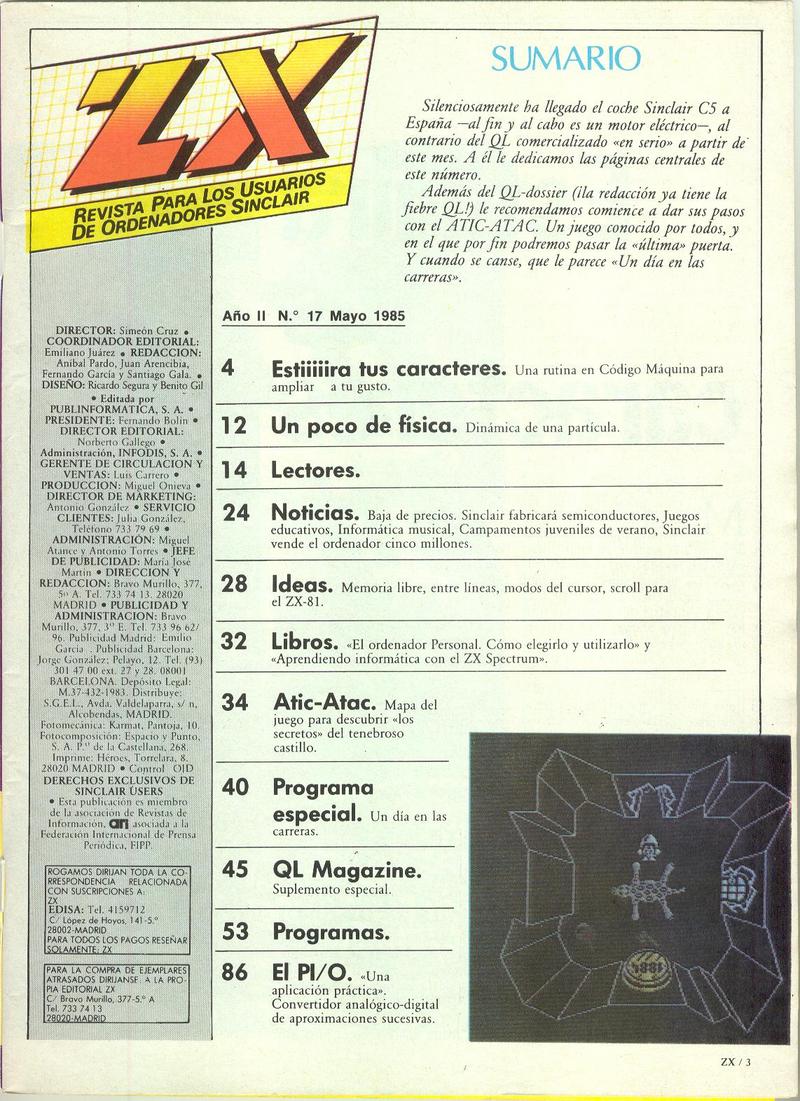 ZX
REVISTA PARA LOS USUARIOS
DE ORDENADORES SINCLAIR
SUMARIO
Silenciosamente ha llegado el coche Sinclair C5 a
España —al fin y al cabo es un motor eléctrico—, al
contrario del QL comercializado «en serio» a partir de
este mes. A él le dedicamos las páginas centrales de
este número.
Además del QL-dossier (¡la redacción ya tiene la
fiebre QL!) le recomendamos comience a dar sus pasos
con el ATIC-ATAC. Un juego conocido por todos, y
en el que por fin podremos pasar la «última» puerta.
Y cuando se canse, que le parece «Un día en las
carreras».
DIRECTOR: Simeón Cruz •
COORDINADOR EDITORIAL:
Emiliano Juárez • REDACCION:
Anibal Pardo, Juan Arencibia,
Fernando García y Santiago Gala. •
DISEÑO: Ricardo Segura y Benito Gil
• Editada por
PUBLINFORMATICA, S. A. •
PRESIDENTE: Fernando Bolin •
DIRECTOR EDITORIAL:
Norberto Gallego •
Administración, INFODIS, S. A. •
GERENTE DE CIRCULACION Y
VENTAS: Luis Carrero •
PRODUCCION: Miguel Onieva •
DIRECTOR DE MARKETING:
Antonio González • SERVICIO
CLIENTES: Julia González,
Teléfono 733 79 69 •
ADMINISTRACIÓN: Miguel
Atance y Antonio Torres • JEFE
DE PUBLICIDAD: María José
Martín • DIRECCION Y
REDACCION: Bravo Murillo, 377,
5º A. Tel. 733 74 13. 28020
MADRID • PUBLICIDAD Y
ADMINISTRACION: Bravo
Murillo, 377, 3º E. Tel. 733 96 62/
96. Publicidad Madrid: Emilio
García . Publicidad Barcelona:
Jorge González; Pelayo, 12. Tel. (93)
301 47 00 ext. 27 y 28. 08001
BARCELONA. Depósito Legal:
M.37-432-1983. Distribuye:
S.G.E.L., Avda. Valdelaparra, s/ n,
Alcobendas, MADRID.
Fotomecánica: Karmat, Pantoja, 10.
Fotocomposición: Espacio y Punto,
S. A. P.º de la Castellana, 268.
Imprime: Héroes, Torrelara, 8.
28020 MADRID • Control OJD
DERECHOS EXCLUSIVOS DE
SINCLAIR USERS
• Esta publicación es miembro
de la asociación de Revistas de
Información, ari asociada a la
Federación Internacional de Prensa
Periódica, FIPP.
ROGAMOS DIRIJAN TODA LA CO-
RRESPONDENCIA RELACIONADA
CON SUSCRIPCIONES A:
ZX
EDISA: Tel. 4159712
C/ López de Hoyos, 141-5.º
28002-MADRID
PARA TODOS LOS PAGOS RESEÑAR
SOLAMENTE: ZX
PARA LA COMPRA DE EJEMPLARES
ATRASADOS DIRIJANSE A LA PRO-
PIA EDITORIAL ZX
C/ Bravo Murillo, 377-5.º A
Tel. 733 74 13
28020-MADRID
Año II N.º 17 Mayo 1985
4 Estiiiiira tus caracteres. Una rutina en Código Máquina para
ampliar a tu gusto.
12 Un poco de física. Dinámica de una partícula.
14 Lectores.
24 Noticias. Baja de precios. Sinclair fabricará semiconductores, Juegos
educativos, Informática musical, Campamentos juveniles de verano, Sinclair
vende el ordenador cinco millones.
28 Ideas. Memoria libre, entre líneas, modos del cursor, scroll para
el ZX-81.
32 Libros. «El ordenador Personal. Cómo elegirlo y utilizarlo» y
«Aprendiendo informática con el ZX Spectrum».
34 Atic-Atac. Mapa del
juego para descubrir «los
secretos» del tenebroso
castillo.
40 Programa
especial. Un día en las
carreras.
45 QL Magazine.
Suplemento especial.
53 Programas.
86 El PI/O. «Una
aplicación práctica».
Convertidor analógico-digital
de aproximaciones sucesivas.
ZX / 3